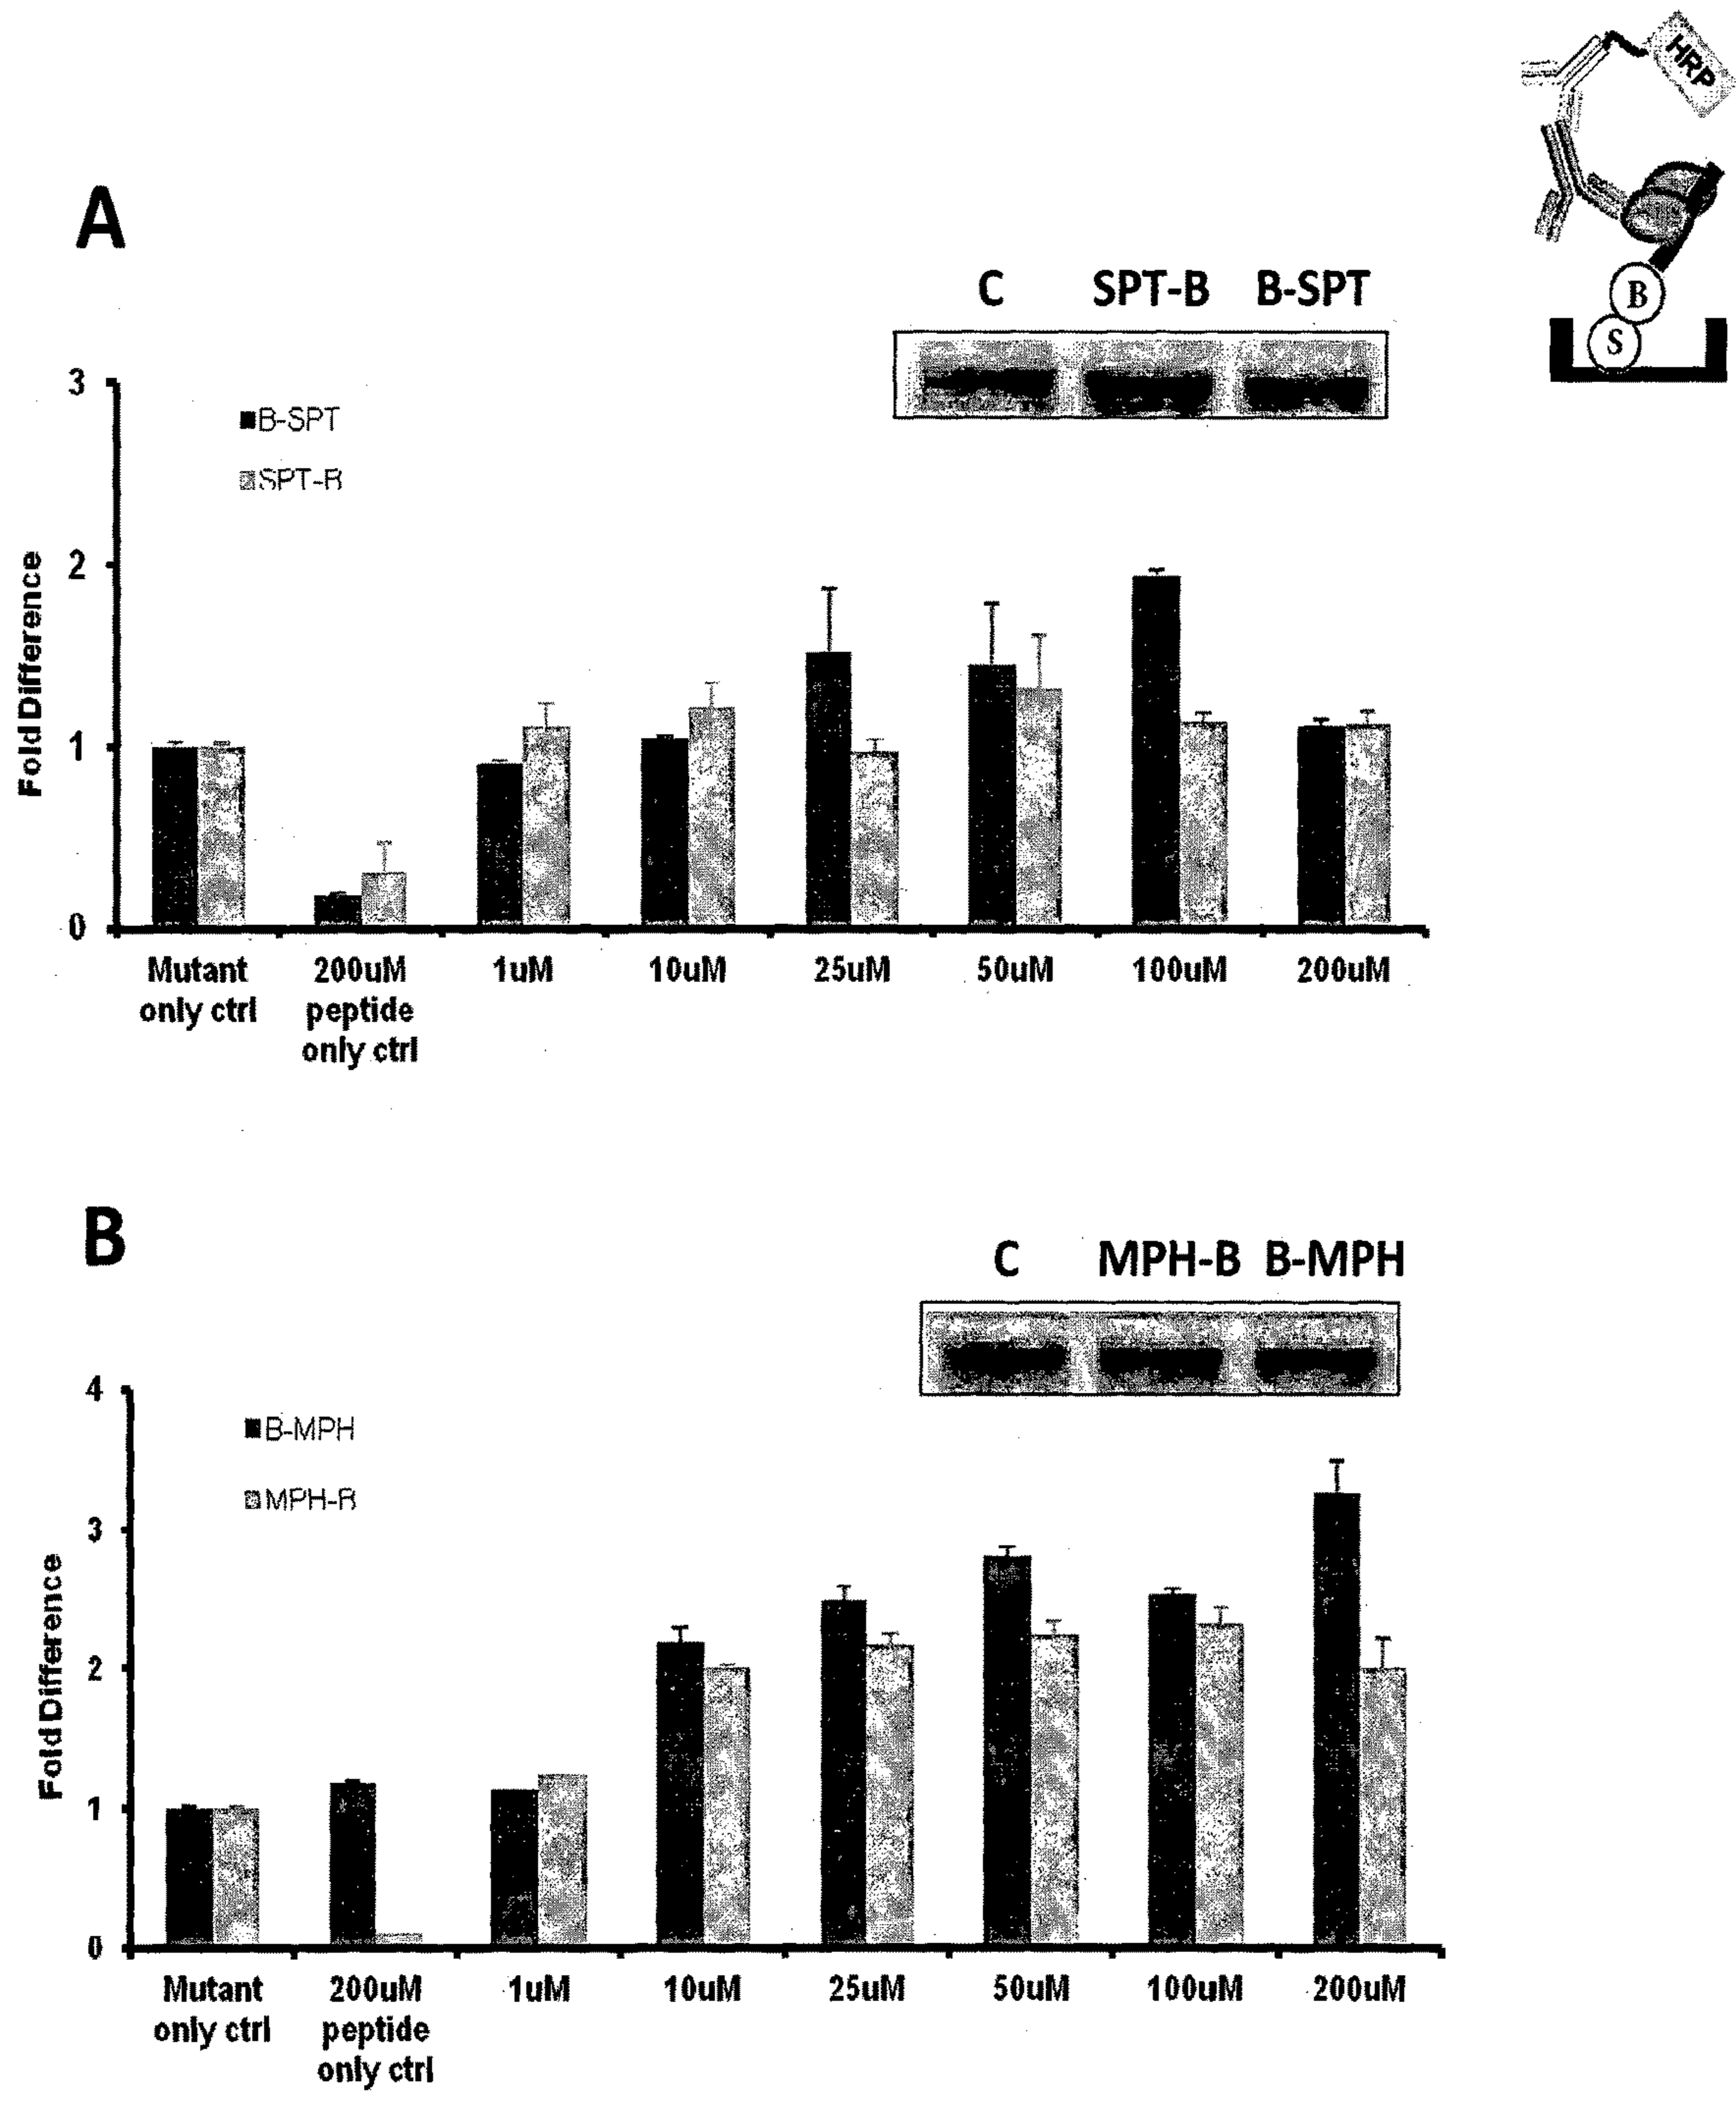 HRP
A
C SPT-B B-SPT
B
S
3
B-SPT
SPT-B
2
Fold Difference
1
0
Mutant only ctrl
200uM peptide only ctrl
1uM
10uM
25uM
50uM
100uM
200uM
B
C MPH-B B-MPH
4
B-MPH
MPH-B
3
Fold Difference
2
1
0
Mutant only ctrl
200uM peptide only ctrl
1uM
10uM
25uM
50uM
100uM
200uM